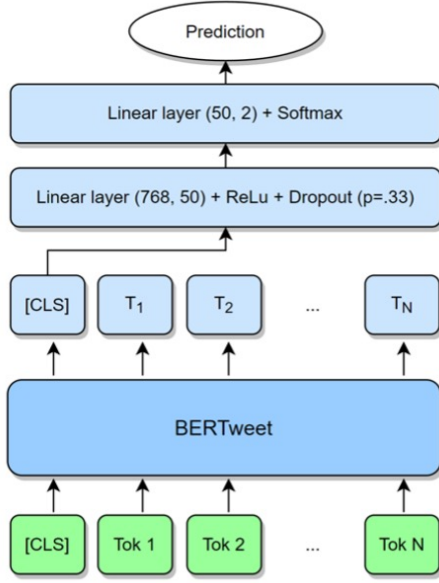 Prediction
Linear layer (50, 2) + Softmax
Linear layer (768, 50) + ReLu + Dropout (p=.33)
[CLS] T1 T2 ... TN
BERTweet
[CLS] Tok 1 Tok 2 ... Tok N